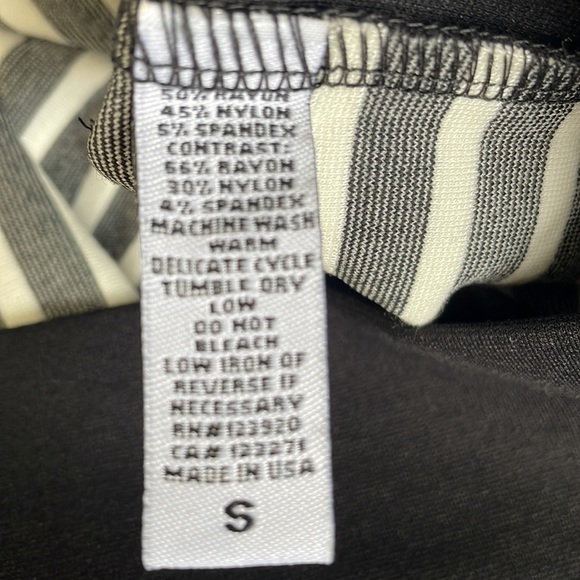 50% RAYON
45% NYLON
5% SPANDEX
CONTRAST:
66% RAYON
30% NYLON
4% SPANDEX
MACHINE WASH
WARM
DELICATE CYCLE
TUMBLE DRY
LOW
DO NOT
BLEACH
LOW IRON OF
REVERSE IF
NECESSARY
RN#123920
CA# 123271
MADE IN USA
S